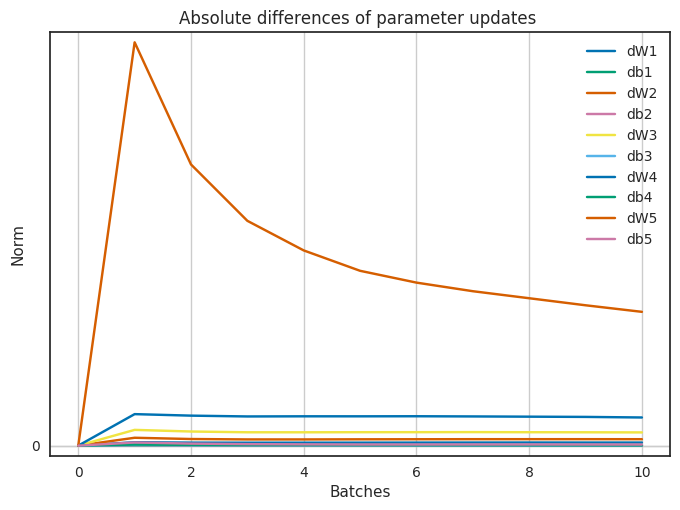 Absolute differences of parameter updates
Norm
0
dW1
db1
dW2
db2
dW3
db3
dW4
db4
dW5
db5
0 2 4 6 8 10
Batches